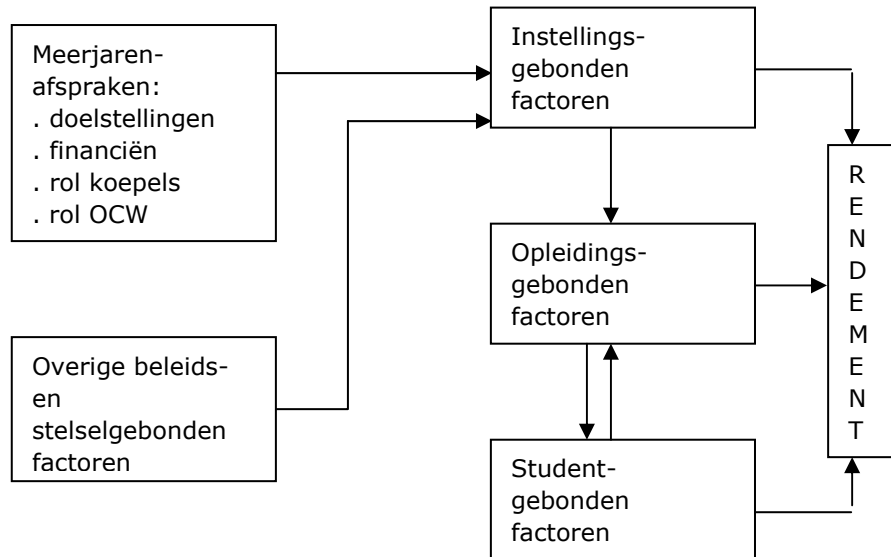 Meerjaren-
afspraken:
. doelstellingen
. financiën
. rol koepels
. rol OCW
Overige beleids-
en
stelselgebonden
factoren
Instellings-
gebonden
factoren
Opleidings-
gebonden
factoren
Student-
gebonden
factoren
R
E
N
D
E
M
E
N
T